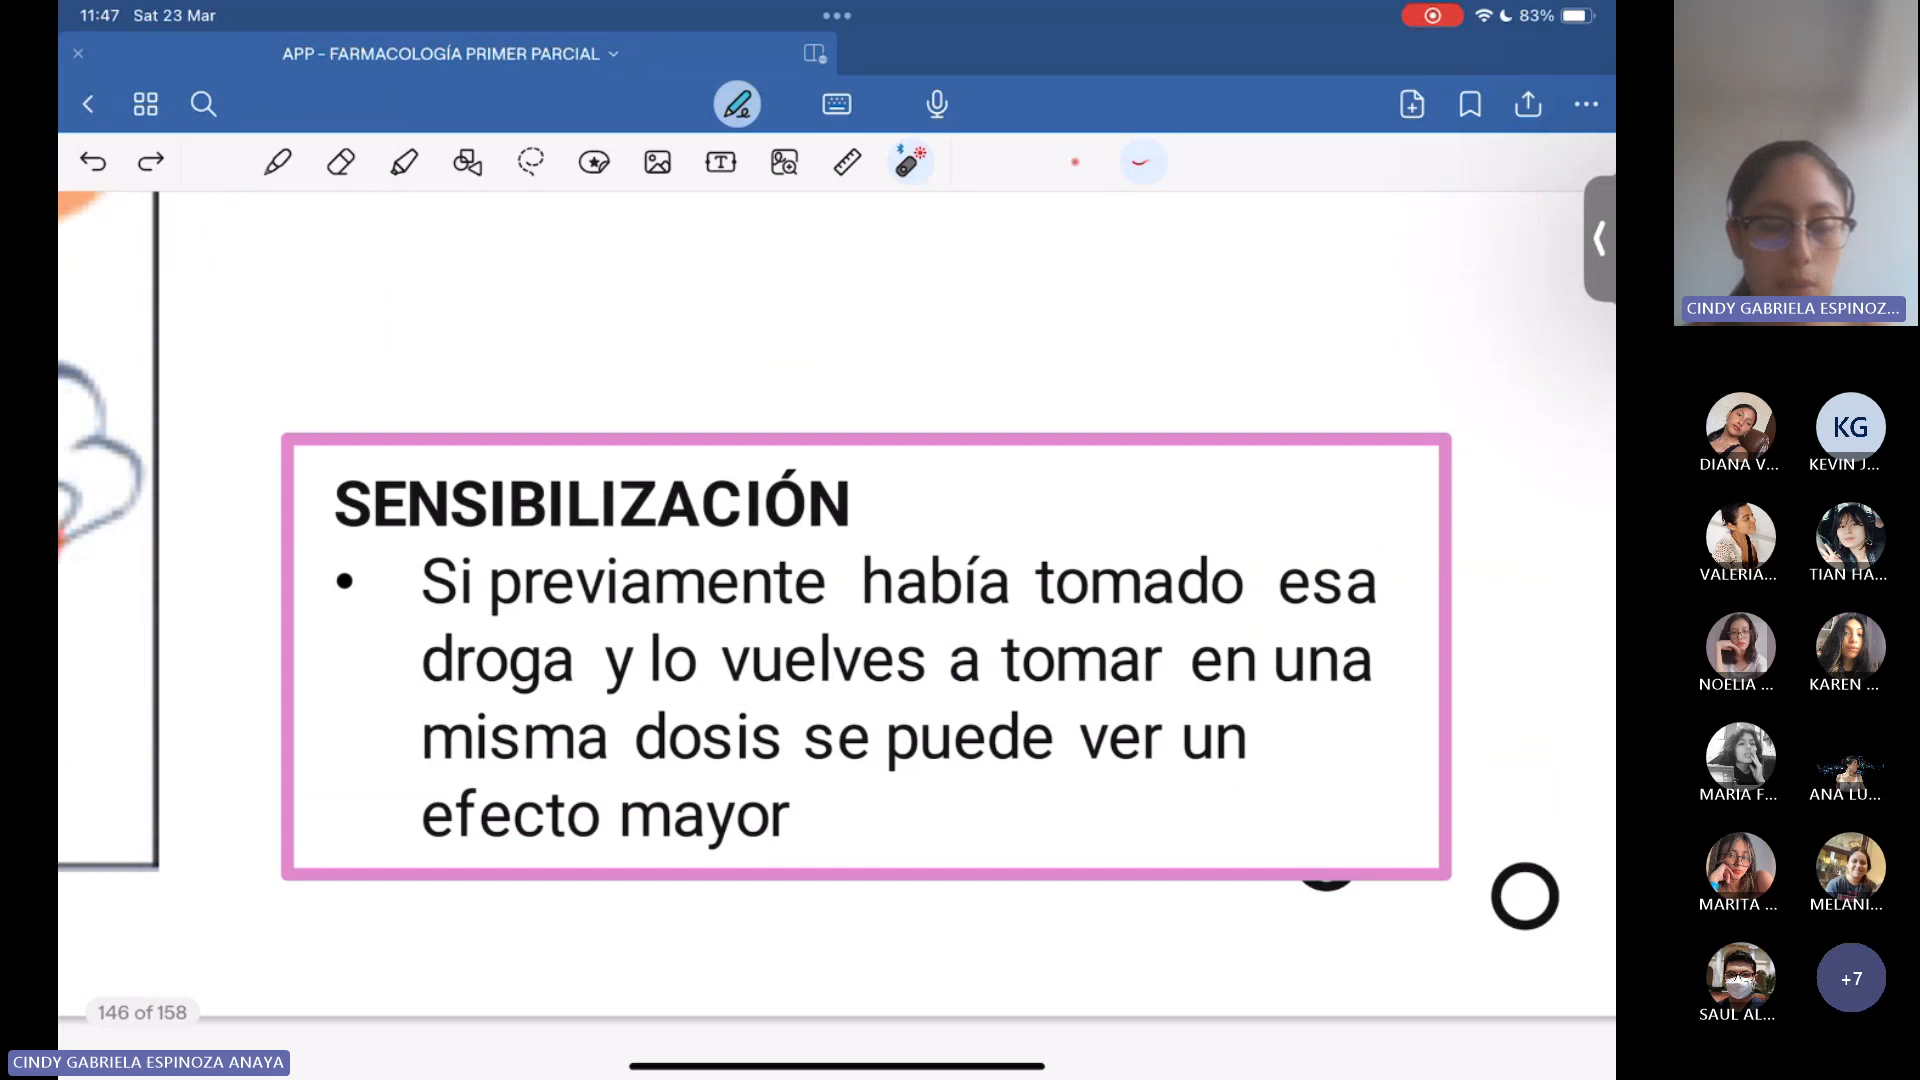 11:47 Sat 23 Mar
83%
APP - FARMACOLOGÍA PRIMER PARCIAL
SENSIBILIZACIÓN
• Si previamente había tomado esa
droga y lo vuelves a tomar en una
misma dosis se puede ver un
efecto mayor
146 of 158
CINDY GABRIELA ESPINOZA ANAYA
CINDY GABRIELA ESPINOZ...
DIANA V...
KG
KEVIN J...
VALERIA...
TIAN HA...
NOELIA ...
KAREN ...
MARIA F...
ANA LU...
MARITA ...
MELANI...
SAUL AL...
+7